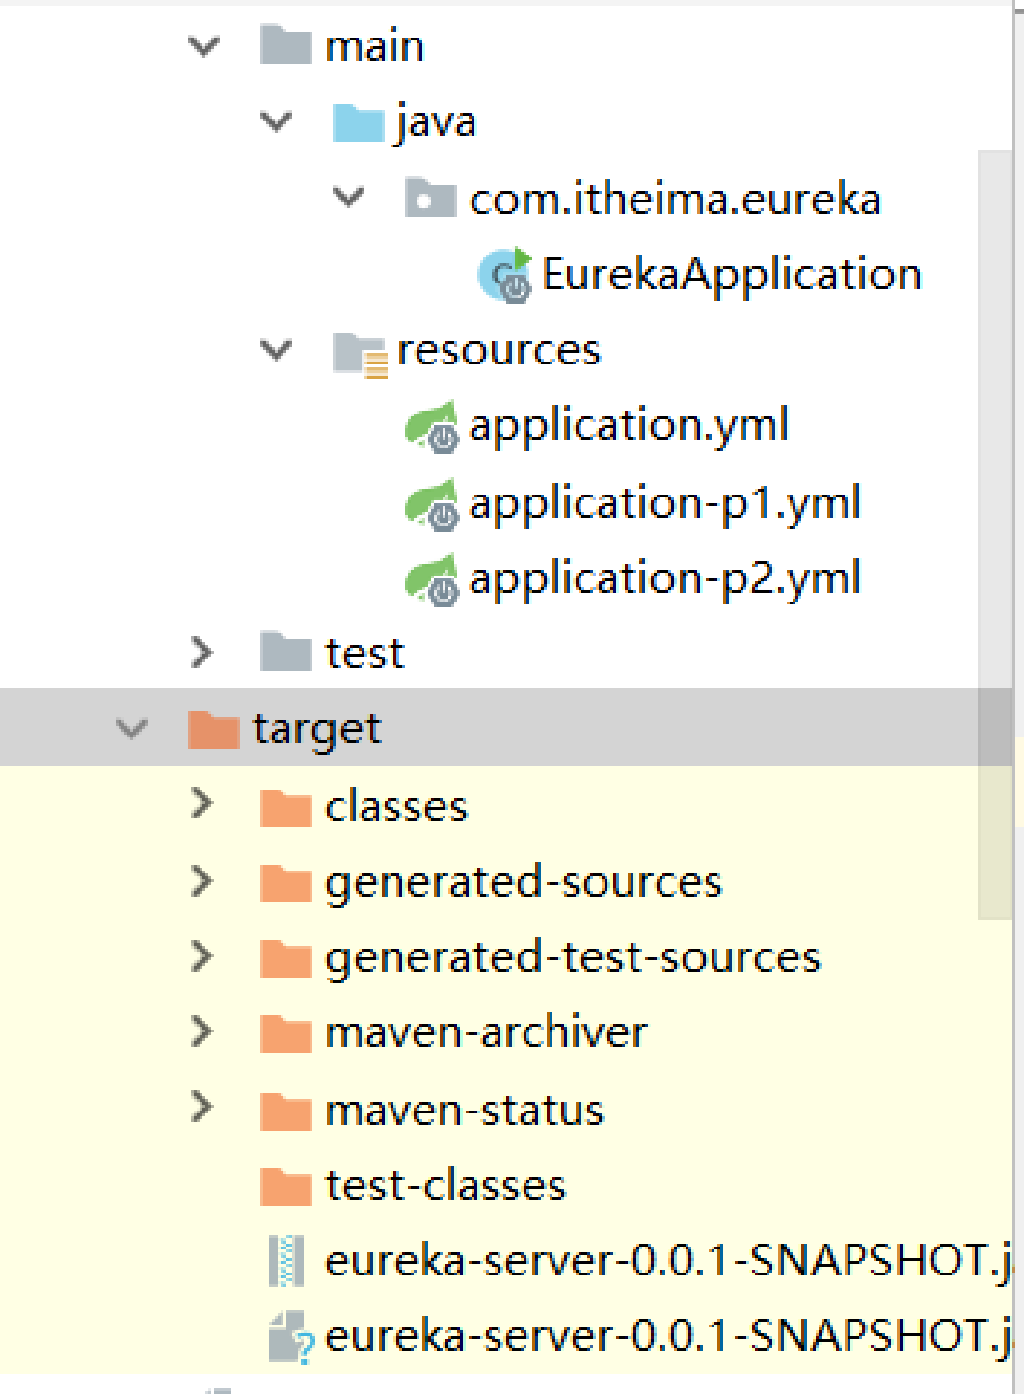 main
java
com.itheima.eureka
EurekaApplication
resources
application.yml
application-p1.yml
application-p2.yml
test
target
classes
generated-sources
generated-test-sources
maven-archiver
maven-status
test-classes
eureka-server-0.0.1-SNAPSHOT.j
eureka-server-0.0.1-SNAPSHOT.j